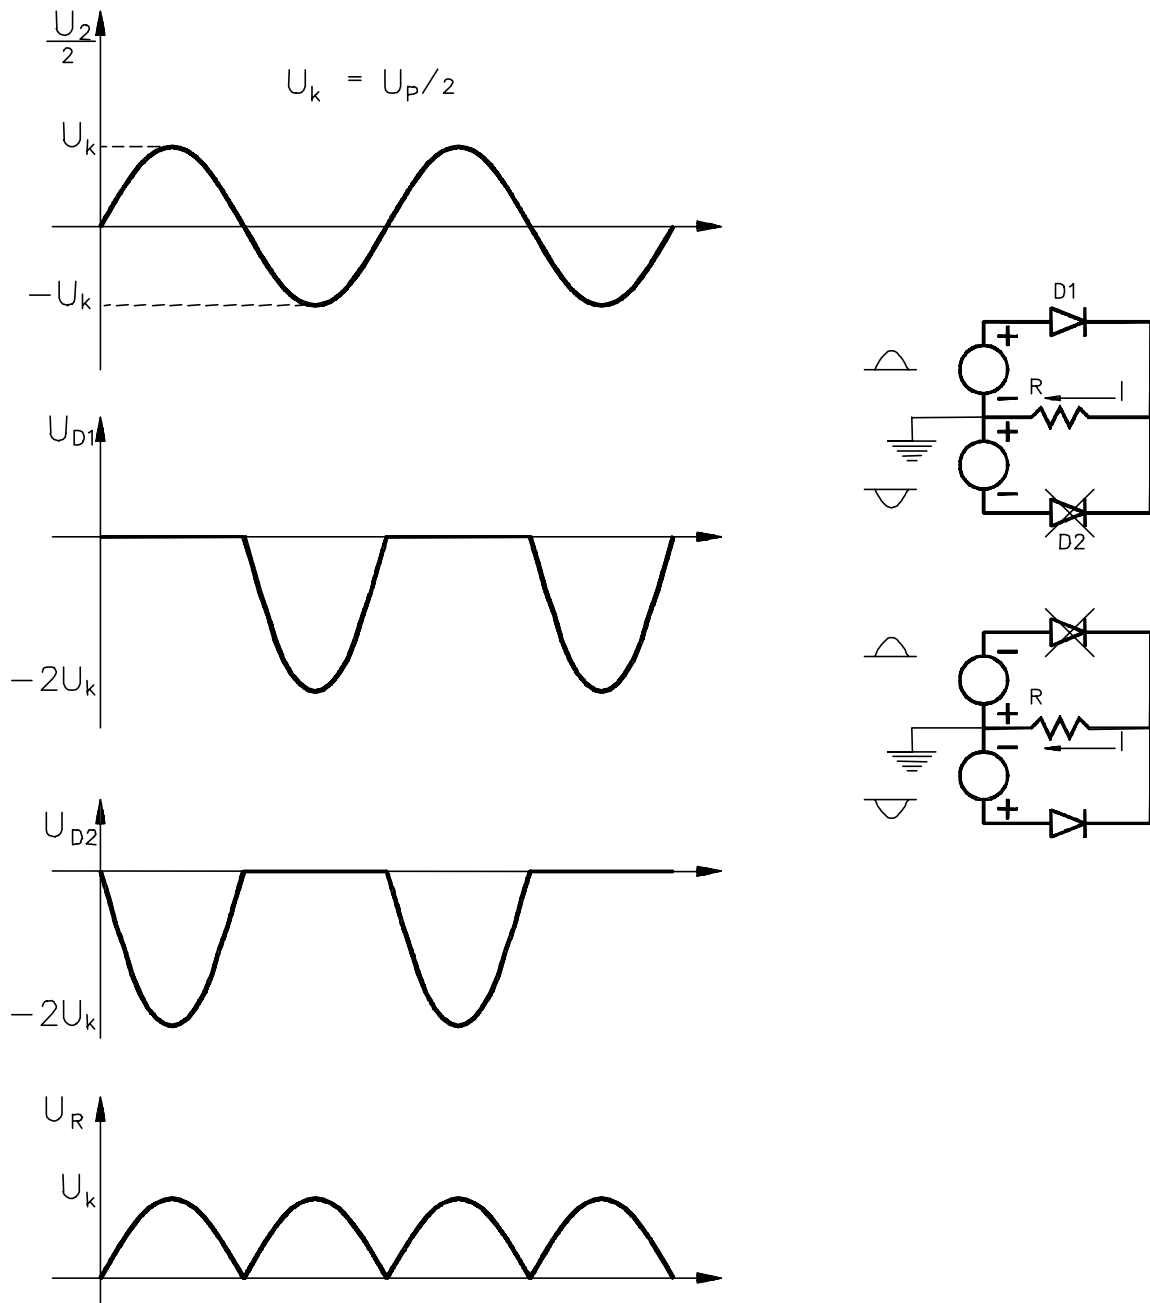 U2/2
Uk = UP/2
Uk
-Uk
UD1
-2Uk
UD2
-2Uk
UR
Uk
D1
+
R
I
-
+
-
D2
-
R
+
I
-
+